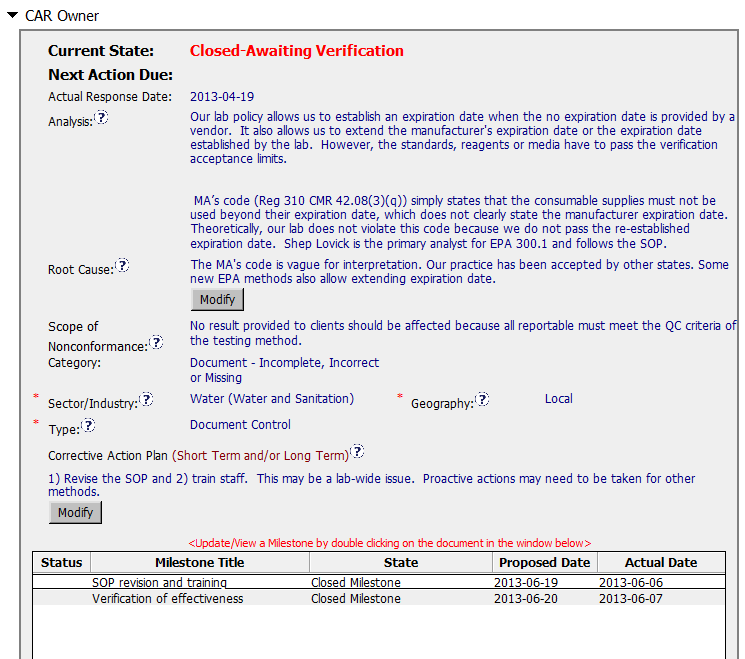 CAR Owner
Current State: Closed-Awaiting Verification
Next Action Due:
Actual Response Date: 2013-04-19
Analysis:? Our lab policy allows us to establish an expiration date when the no expiration date is provided by a
vendor. It also allows us to extend the manufacturer's expiration date or the expiration date
established by the lab. However, the standards, reagents or media have to pass the verification
acceptance limits.
MA's code (Reg 310 CMR 42.08(3)(q)) simply states that the consumable supplies must not be
used beyond their expiration date, which does not clearly state the manufacturer expiration date.
Theoretically, our lab does not violate this code because we do not pass the re-established
expiration date. Shep Lovick is the primary analyst for EPA 300.1 and follows the SOP.
Root Cause:? The MA's code is vague for interpretation. Our practice has been accepted by other states. Some
new EPA methods also allow extending expiration date.
Modify
Scope of No result provided to clients should be affected because all reportable must meet the QC criteria of
Nonconformance:? the testing method.
Category: Document - Incomplete, Incorrect
or Missing
* Sector/Industry:? Water (Water and Sanitation) * Geography:? Local
* Type:? Document Control
Corrective Action Plan (Short Term and/or Long Term)?
1) Revise the SOP and 2) train staff. This may be a lab-wide issue. Proactive actions may need to be taken for other
methods.
Modify
<Update/View a Milestone by double clicking on the document in the window below>
Status Milestone Title State Proposed Date Actual Date
SOP revision and training Closed Milestone 2013-06-19 2013-06-06
Verification of effectiveness Closed Milestone 2013-06-20 2013-06-07